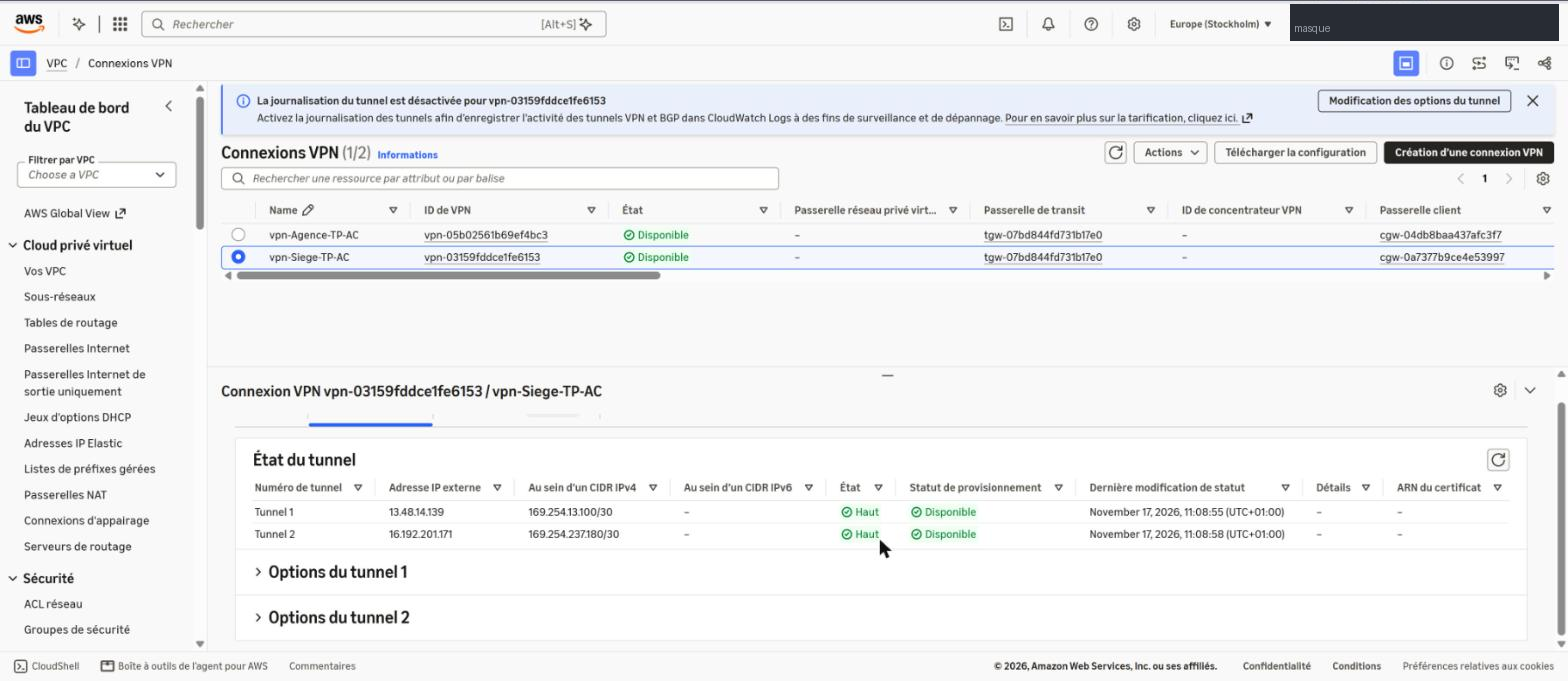 aws
Rechercher
[Alt+S]
Europe (Stockholm)
masque
VPC / Connexions VPN
Tableau de bord
du VPC
Filtrer par VPC
Choose a VPC
AWS Global View
Cloud privé virtuel
Vos VPC
Sous-réseaux
Tables de routage
Passerelles Internet
Passerelles Internet de
sortie uniquement
Jeux d'options DHCP
Adresses IP Elastic
Listes de préfixes gérées
Passerelles NAT
Connexions d'appairage
Serveurs de routage
Sécurité
ACL réseau
Groupes de sécurité
La journalisation du tunnel est désactivée pour vpn-03159fddce1fe6153
Activez la journalisation des tunnels afin d'enregistrer l'activité des tunnels VPN et BGP dans CloudWatch Logs à des fins de surveillance et de dépannage. Pour en savoir plus sur la tarification, cliquez ici.
Modification des options du tunnel
Connexions VPN (1/2) Informations
Actions
Télécharger la configuration
Création d'une connexion VPN
Rechercher une ressource par attribut ou par balise
1
Name ID de VPN État Passerelle réseau privé virt... Passerelle de transit ID de concentrateur VPN Passerelle client
vpn-Agence-TP-AC vpn-05b02561b69ef4bc3 Disponible – tgw-07bd844fd731b17e0 – cgw-04db8baa437afc3f7
vpn-Siege-TP-AC vpn-03159fddce1fe6153 Disponible – tgw-07bd844fd731b17e0 – cgw-0a7377b9ce4e53997
Connexion VPN vpn-03159fddce1fe6153 / vpn-Siege-TP-AC
État du tunnel
Numéro de tunnel Adresse IP externe Au sein d'un CIDR IPv4 Au sein d'un CIDR IPv6 État Statut de provisionnement Dernière modification de statut Détails ARN du certificat
Tunnel 1 13.48.14.139 169.254.13.100/30 – Haut Disponible November 17, 2026, 11:08:55 (UTC+01:00) – –
Tunnel 2 16.192.201.171 169.254.237.180/30 – Haut Disponible November 17, 2026, 11:08:58 (UTC+01:00) – –
Options du tunnel 1
Options du tunnel 2
CloudShell Boîte à outils de l'agent pour AWS Commentaires © 2026, Amazon Web Services, Inc. ou ses affiliés. Confidentialité Conditions Préférences relatives aux cookies